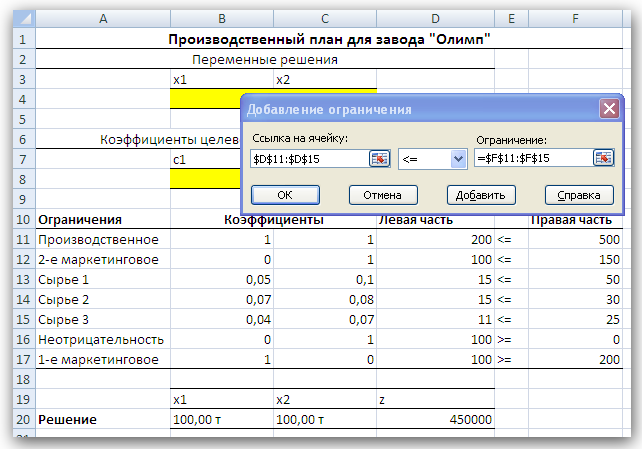 A B C D E F
1 Производственный план для завода "Олимп"
2 Переменные решения
3 x1 x2
4
Добавление ограничения
5
Ссылка на ячейку: Ограничение:
6 Коэффициенты целев
7 c1
$D$11:$D$15 <= =$F$11:$F$15
8
ОК Отмена Добавить Справка
9
10 Ограничения Коэффициенты Левая часть Правая часть
11 Производственное 1 1 200 <= 500
12 2-е маркетинговое 0 1 100 <= 150
13 Сырье 1 0,05 0,1 15 <= 50
14 Сырье 2 0,07 0,08 15 <= 30
15 Сырье 3 0,04 0,07 11 <= 25
16 Неотрицательность 0 1 100 >= 0
17 1-е маркетинговое 1 0 100 >= 200
18
19 x1 x2 z
20 Решение 100,00 т 100,00 т 450000